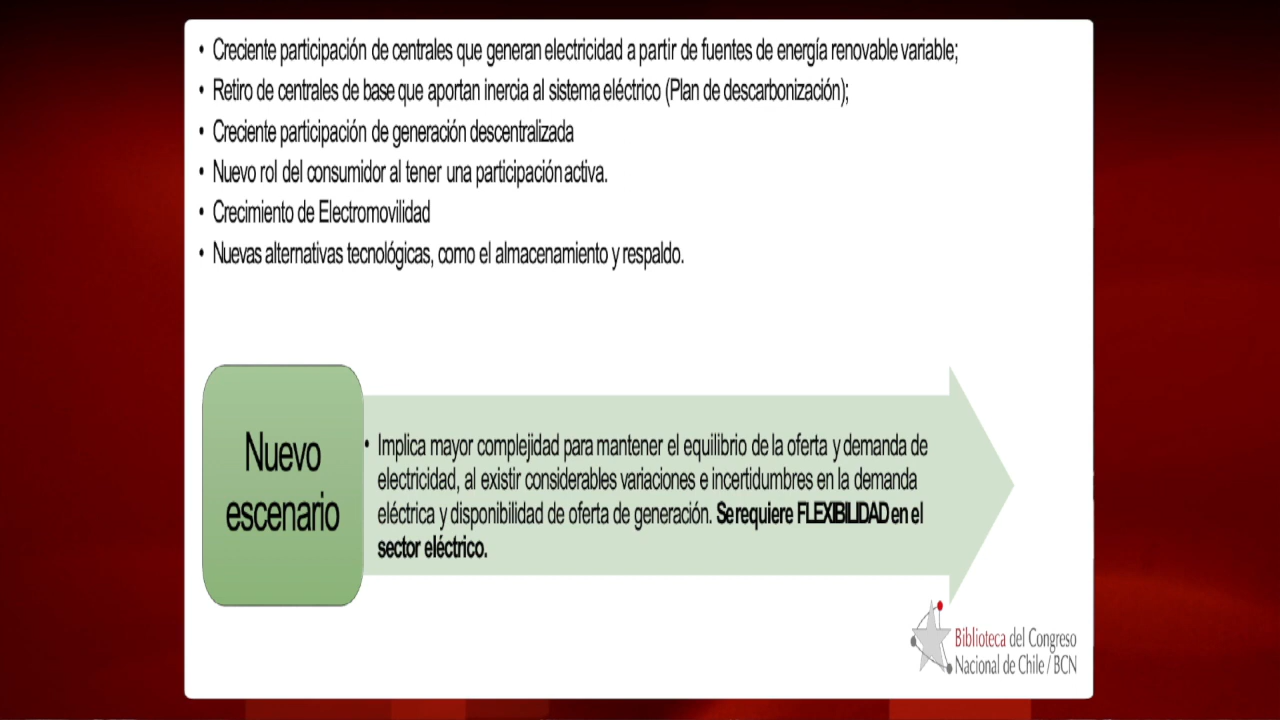 • Creciente participación de centrales que generan electricidad a partir de fuentes de energía renovable variable;
• Retiro de centrales de base que aportan inercia al sistema eléctrico (Plan de descarbonización);
• Creciente participación de generación descentralizada
• Nuevo rol del consumidor al tener una participación activa.
• Crecimiento de Electromovilidad
• Nuevas alternativas tecnológicas, como el almacenamiento y respaldo.
Nuevo
escenario
• Implica mayor complejidad para mantener el equilibrio de la oferta y demanda de
electricidad, al existir considerables variaciones e incertidumbres en la demanda
eléctrica y disponibilidad de oferta de generación. Se requiere FLEXIBILIDAD en el
sector eléctrico.
Biblioteca del Congreso
Nacional de Chile / BCN